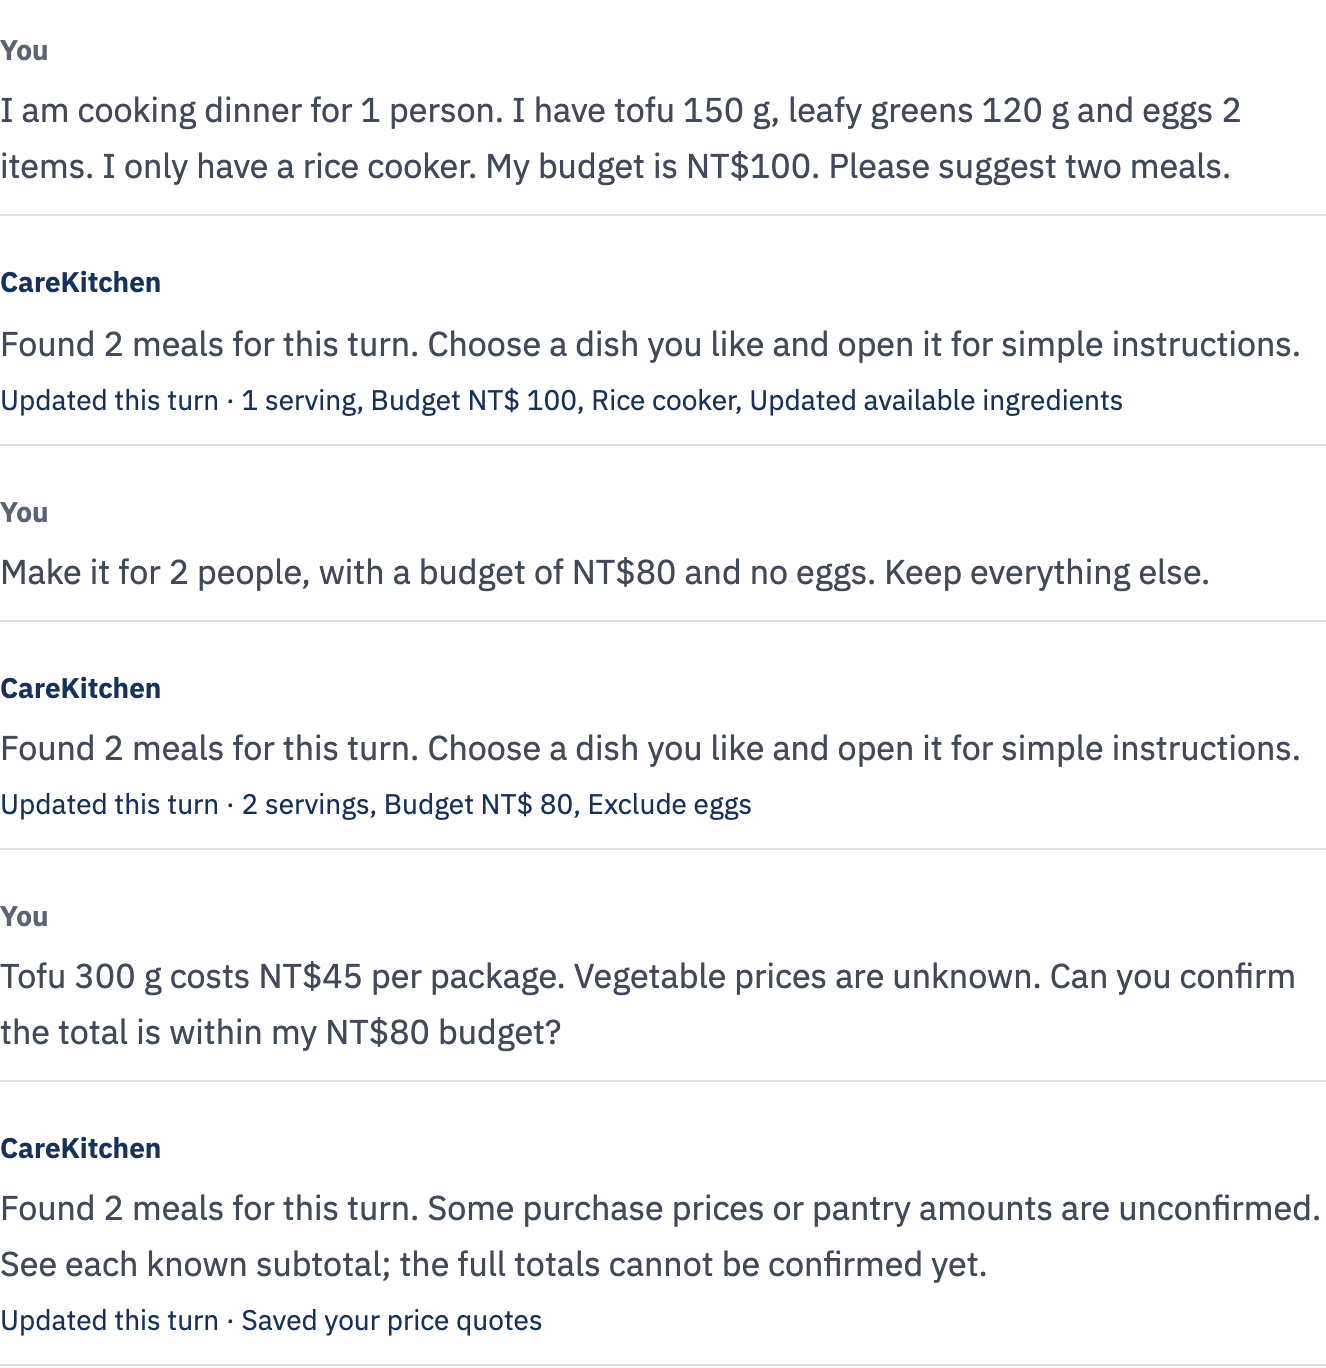 You
I am cooking dinner for 1 person. I have tofu 150 g, leafy greens 120 g and eggs 2
items. I only have a rice cooker. My budget is NT$100. Please suggest two meals.
CareKitchen
Found 2 meals for this turn. Choose a dish you like and open it for simple instructions.
Updated this turn · 1 serving, Budget NT$ 100, Rice cooker, Updated available ingredients
You
Make it for 2 people, with a budget of NT$80 and no eggs. Keep everything else.
CareKitchen
Found 2 meals for this turn. Choose a dish you like and open it for simple instructions.
Updated this turn · 2 servings, Budget NT$ 80, Exclude eggs
You
Tofu 300 g costs NT$45 per package. Vegetable prices are unknown. Can you confirm
the total is within my NT$80 budget?
CareKitchen
Found 2 meals for this turn. Some purchase prices or pantry amounts are unconfirmed.
See each known subtotal; the full totals cannot be confirmed yet.
Updated this turn · Saved your price quotes